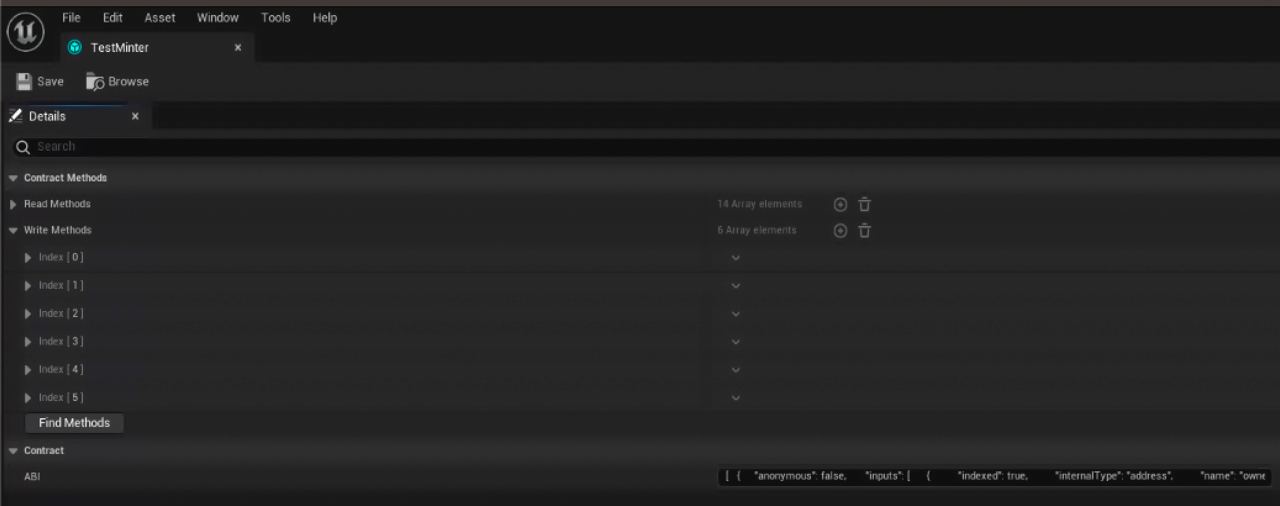 File Edit Asset Window Tools Help
TestMinter
Save Browse
Details
Search
Contract Methods
Read Methods 14 Array elements
Write Methods 6 Array elements
Index [ 0 ]
Index [ 1 ]
Index [ 2 ]
Index [ 3 ]
Index [ 4 ]
Index [ 5 ]
Find Methods
Contract
ABI [ { "anonymous": false, "inputs": [ { "indexed": true, "internalType": "address", "name": "owne